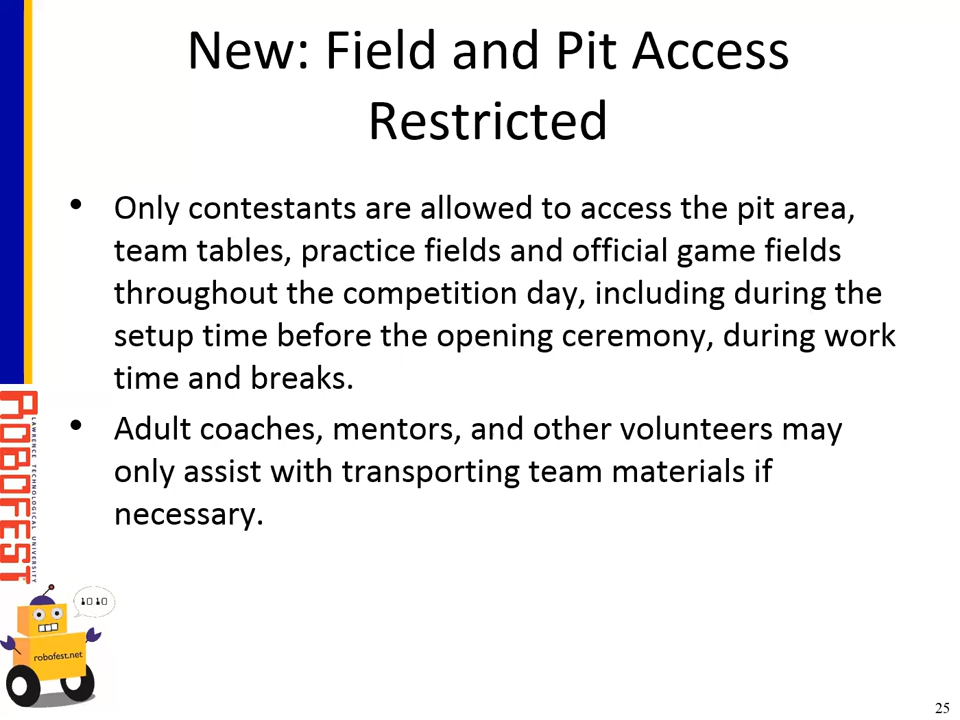 New: Field and Pit Access
Restricted
• Only contestants are allowed to access the pit area,
team tables, practice fields and official game fields
throughout the competition day, including during the
setup time before the opening ceremony, during work
time and breaks.
• Adult coaches, mentors, and other volunteers may
only assist with transporting team materials if
necessary.
ROBOFEST
LAWRENCE TECHNOLOGICAL UNIVERSITY
1010
robofest.net
25